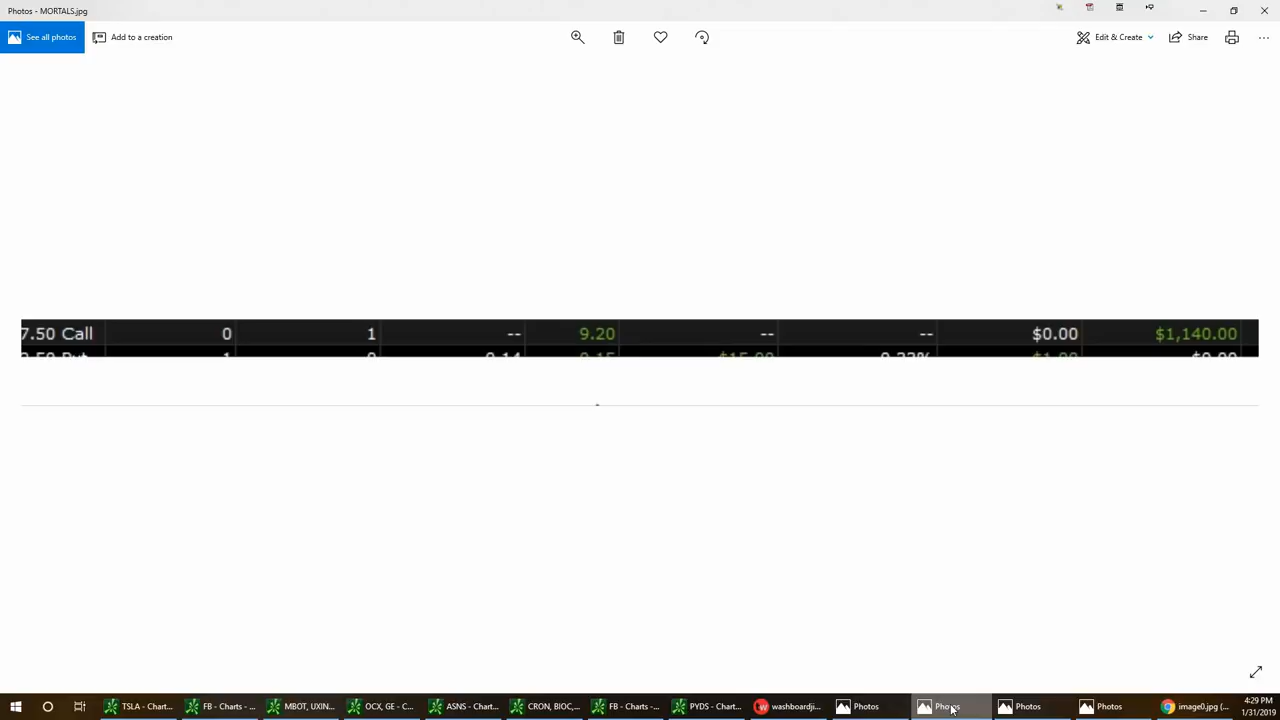 Photos - MORTALS.jpg
See all photos
Add to a creation
Edit & Create
Share
7.50 Call 0 1 -- 9.20 -- -- $0.00 $1,140.00
TSLA - Chart...
FB - Charts - ...
MBOT, UXIN...
OCX, GE - C...
ASNS - Chart...
CRON, BIOC,...
FB - Charts -...
PYDS - Chart...
washboardji...
Photos
Photos
Photos
Photos
image0.jpg (...
4:29 PM
1/31/2019